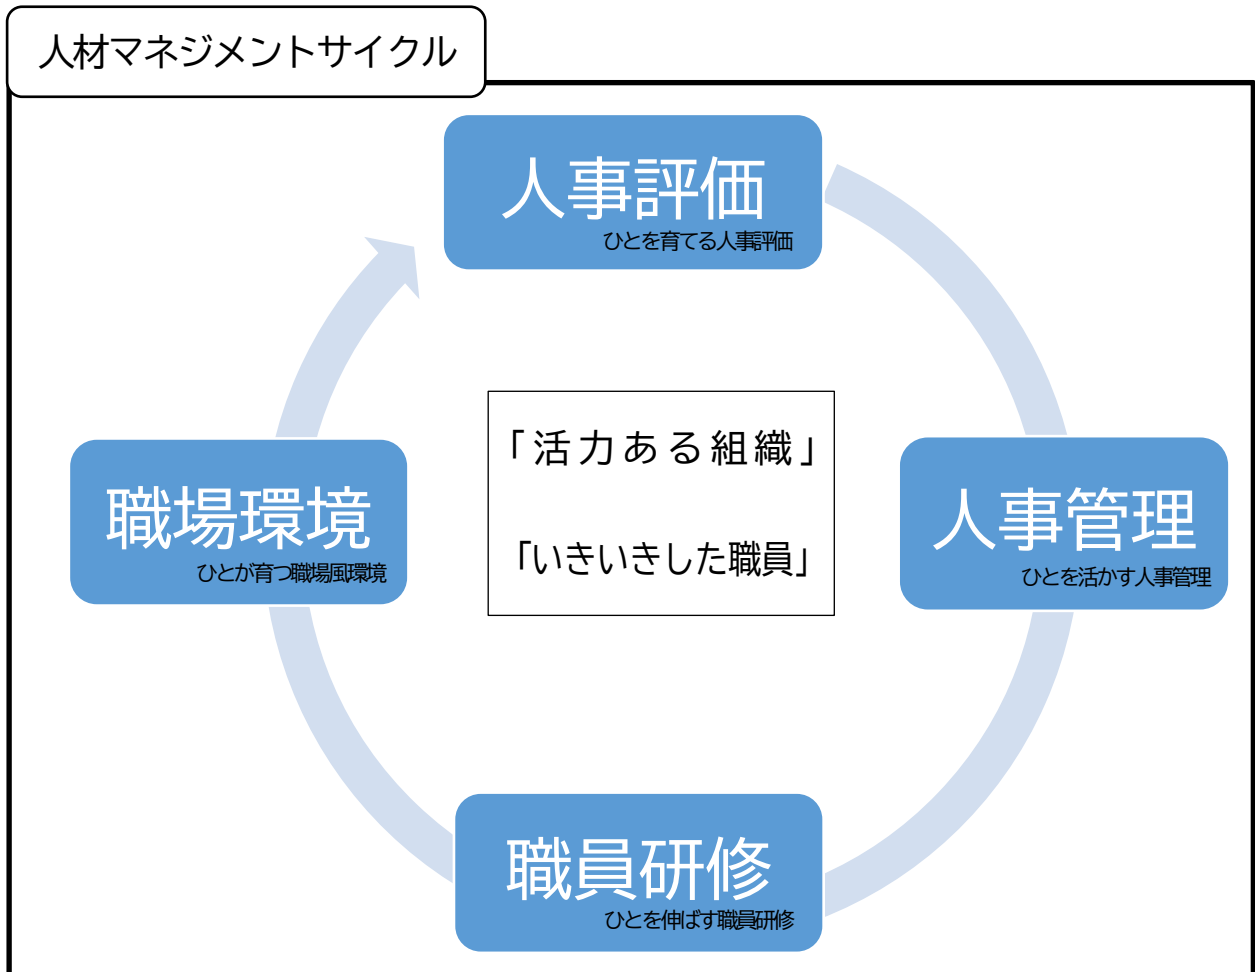 人材マネジメントサイクル
人事評価
ひとを育てる人事評価
「活力ある組織」
「いきいきした職員」
職場環境
ひとが育つ職場風環境
人事管理
ひとを活かす人事管理
職員研修
ひとを伸ばす職員研修